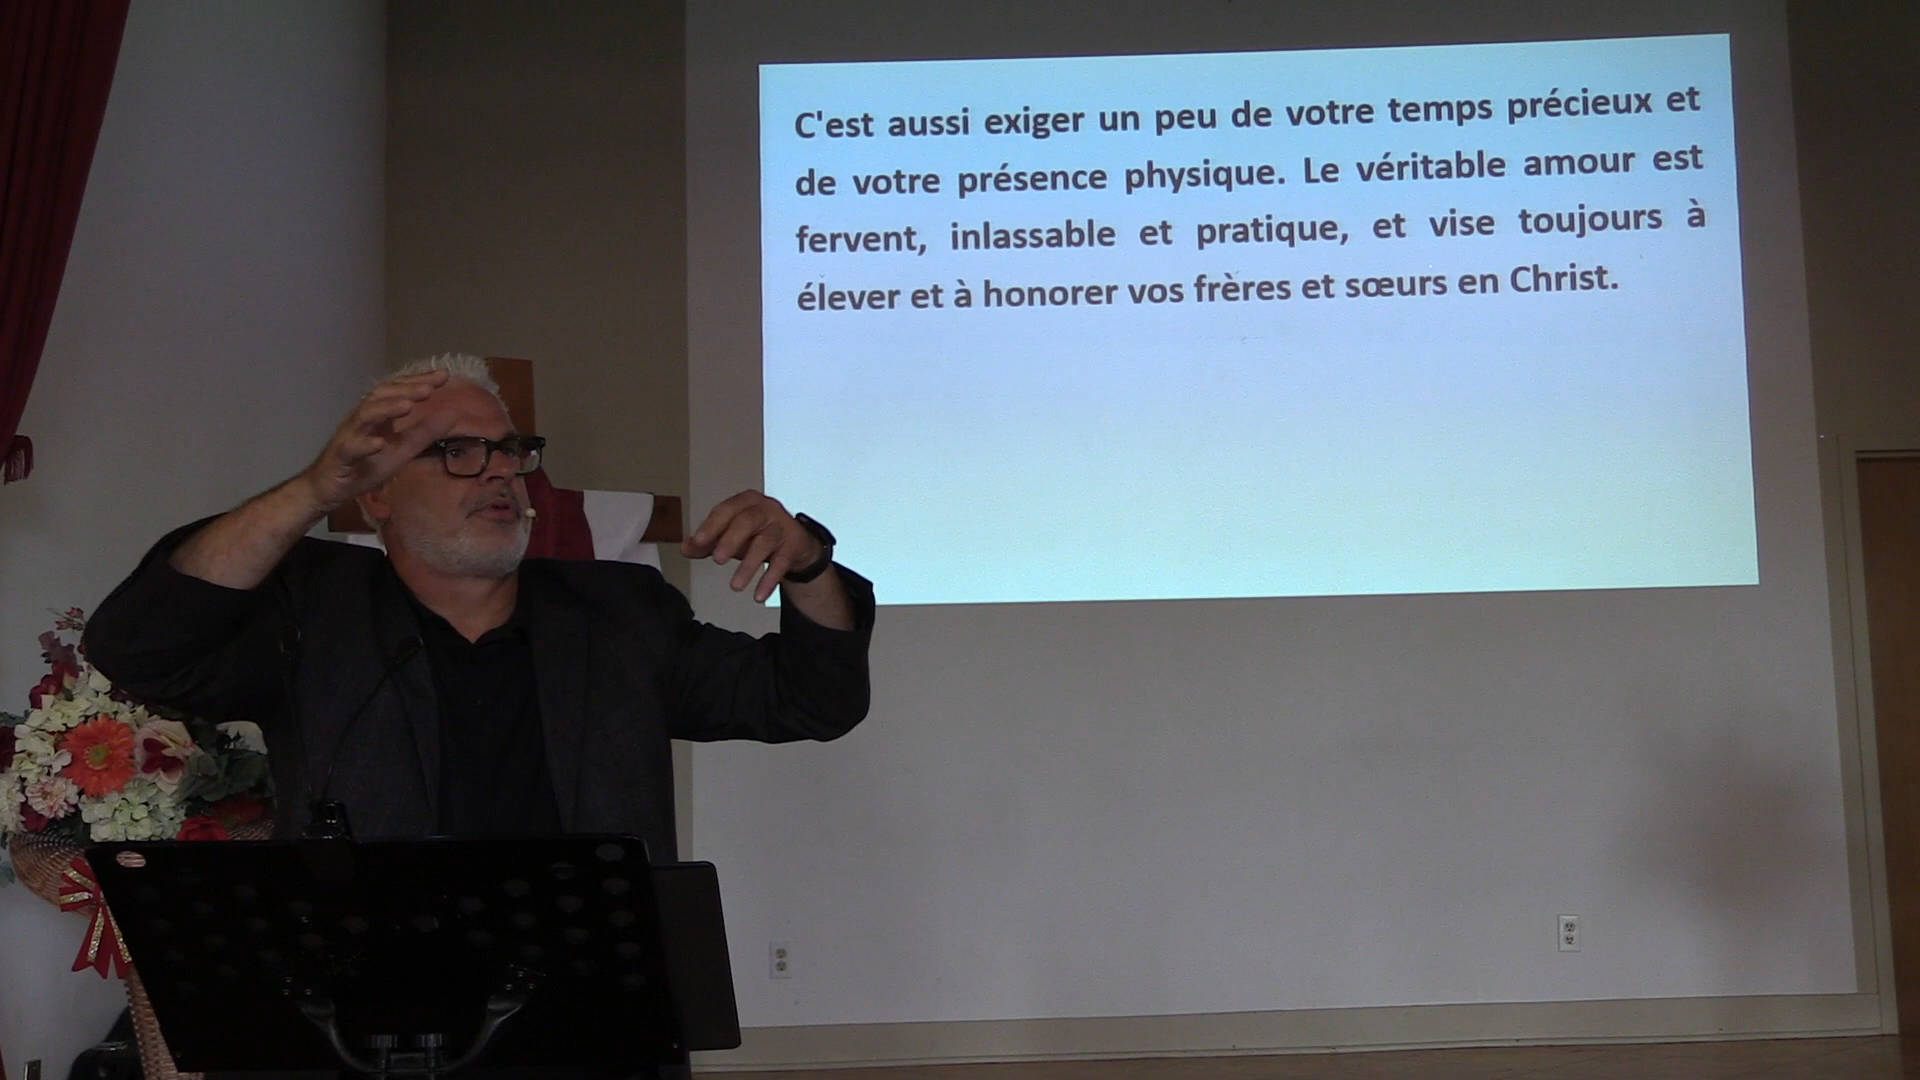 C'est aussi exiger un peu de votre temps précieux et
de votre présence physique. Le véritable amour est
fervent, inlassable et pratique, et vise toujours à
élever et à honorer vos frères et sœurs en Christ.